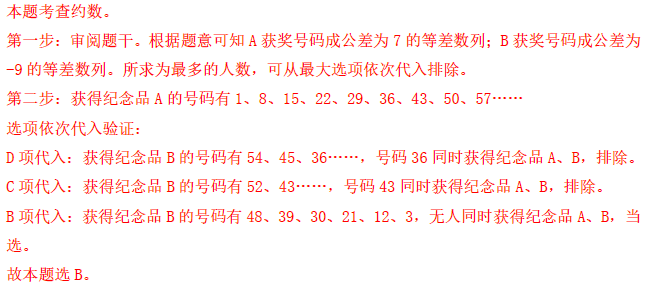 本题考查约数。
第一步：审阅题干。根据题意可知 A 获奖号码成公差为 7 的等差数列；B 获奖号码成公差为
-9 的等差数列。所求为最多的人数，可从最大选项依次代入排除。
第二步：获得纪念品 A 的号码有 1、8、15、22、29、36、43、50、57……
选项依次代入验证：
D 项代入：获得纪念品 B 的号码有 54、45、36……，号码 36 同时获得纪念品 A、B，排除。
C 项代入：获得纪念品 B 的号码有 52、43……，号码 43 同时获得纪念品 A、B，排除。
B 项代入：获得纪念品 B 的号码有 48、39、30、21、12、3，无人同时获得纪念品 A、B，当
选。
故本题选 B。